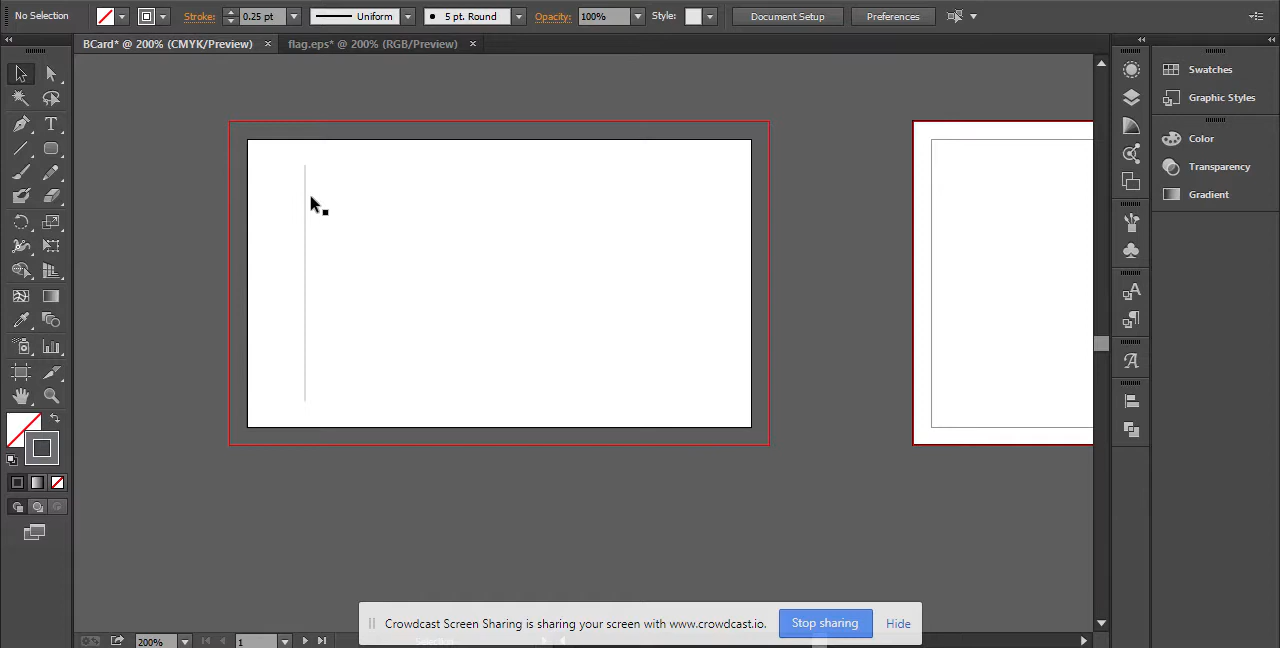 No Selection
Stroke: 0.25 pt Uniform 5 pt. Round Opacity: 100% Style: Document Setup Preferences
BCard* @ 200% (CMYK/Preview) × flag.eps* @ 200% (RGB/Preview) ×
Swatches
Graphic Styles
Color
Transparency
Gradient
Crowdcast Screen Sharing is sharing your screen with www.crowdcast.io. Stop sharing Hide
200% 1 Selection